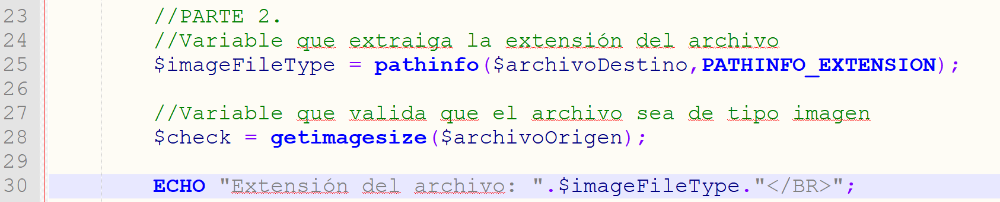 23 //PARTE 2.
24 //Variable que extraiga la extensión del archivo
25 $imageFileType = pathinfo($archivoDestino,PATHINFO_EXTENSION);
26
27 //Variable que valida que el archivo sea de tipo imagen
28 $check = getimagesize($archivoOrigen);
29
30 ECHO "Extensión del archivo: ".$imageFileType."</BR>";